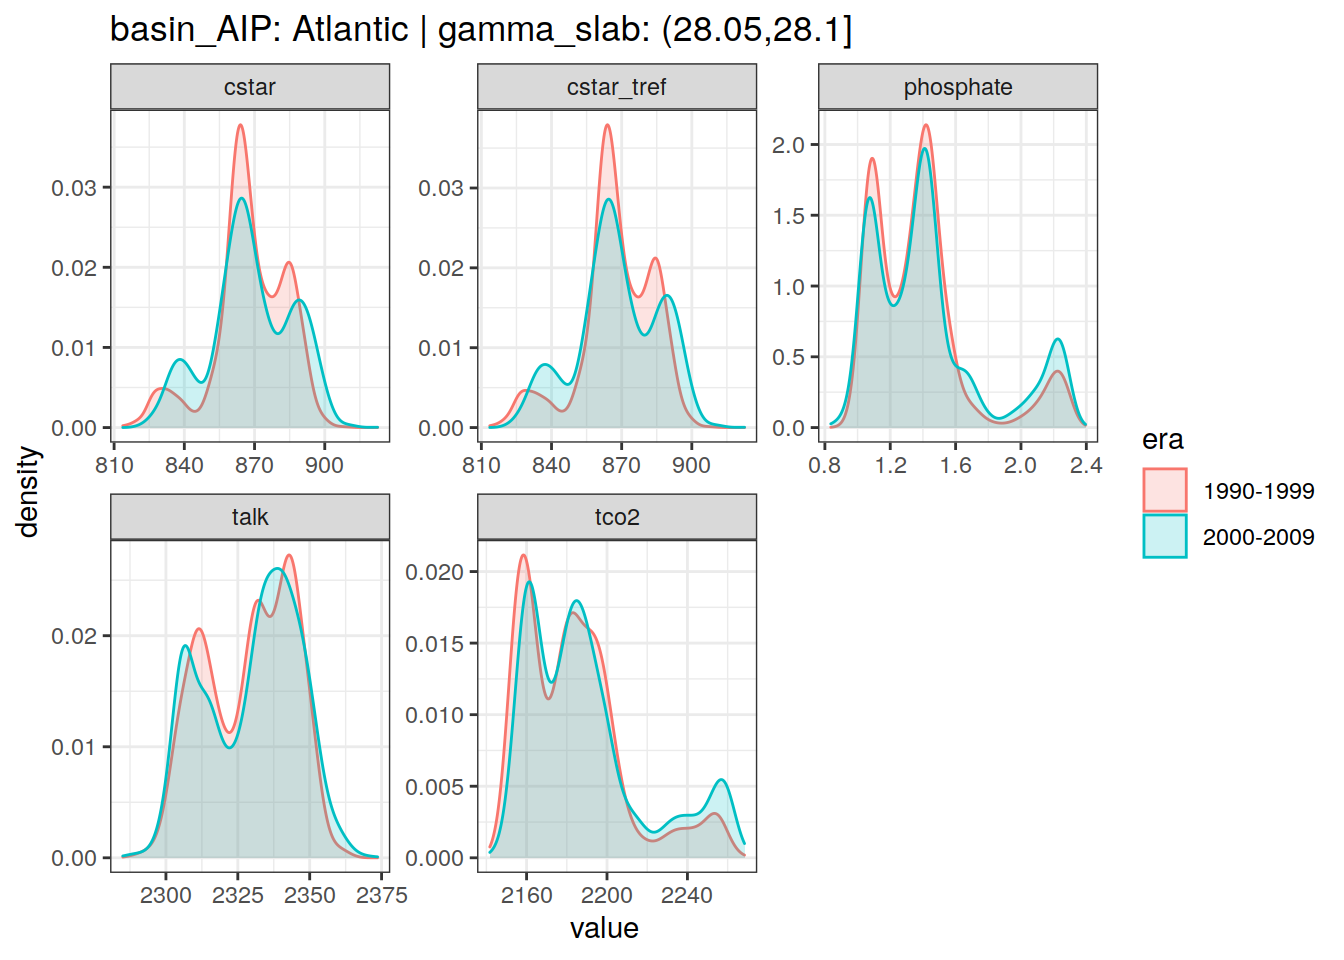 basin_AIP: Atlantic | gamma_slab: (28.05,28.1]
cstar
cstar_tref
phosphate
0.03
0.02
0.01
0.00
810 840 870 900
0.03
0.02
0.01
0.00
810 840 870 900
2.0
1.5
1.0
0.5
0.0
0.8 1.2 1.6 2.0 2.4
density
talk
tco2
0.02
0.01
0.00
2300 2325 2350 2375
0.020
0.015
0.010
0.005
0.000
2160 2200 2240
value
era
1990-1999
2000-2009